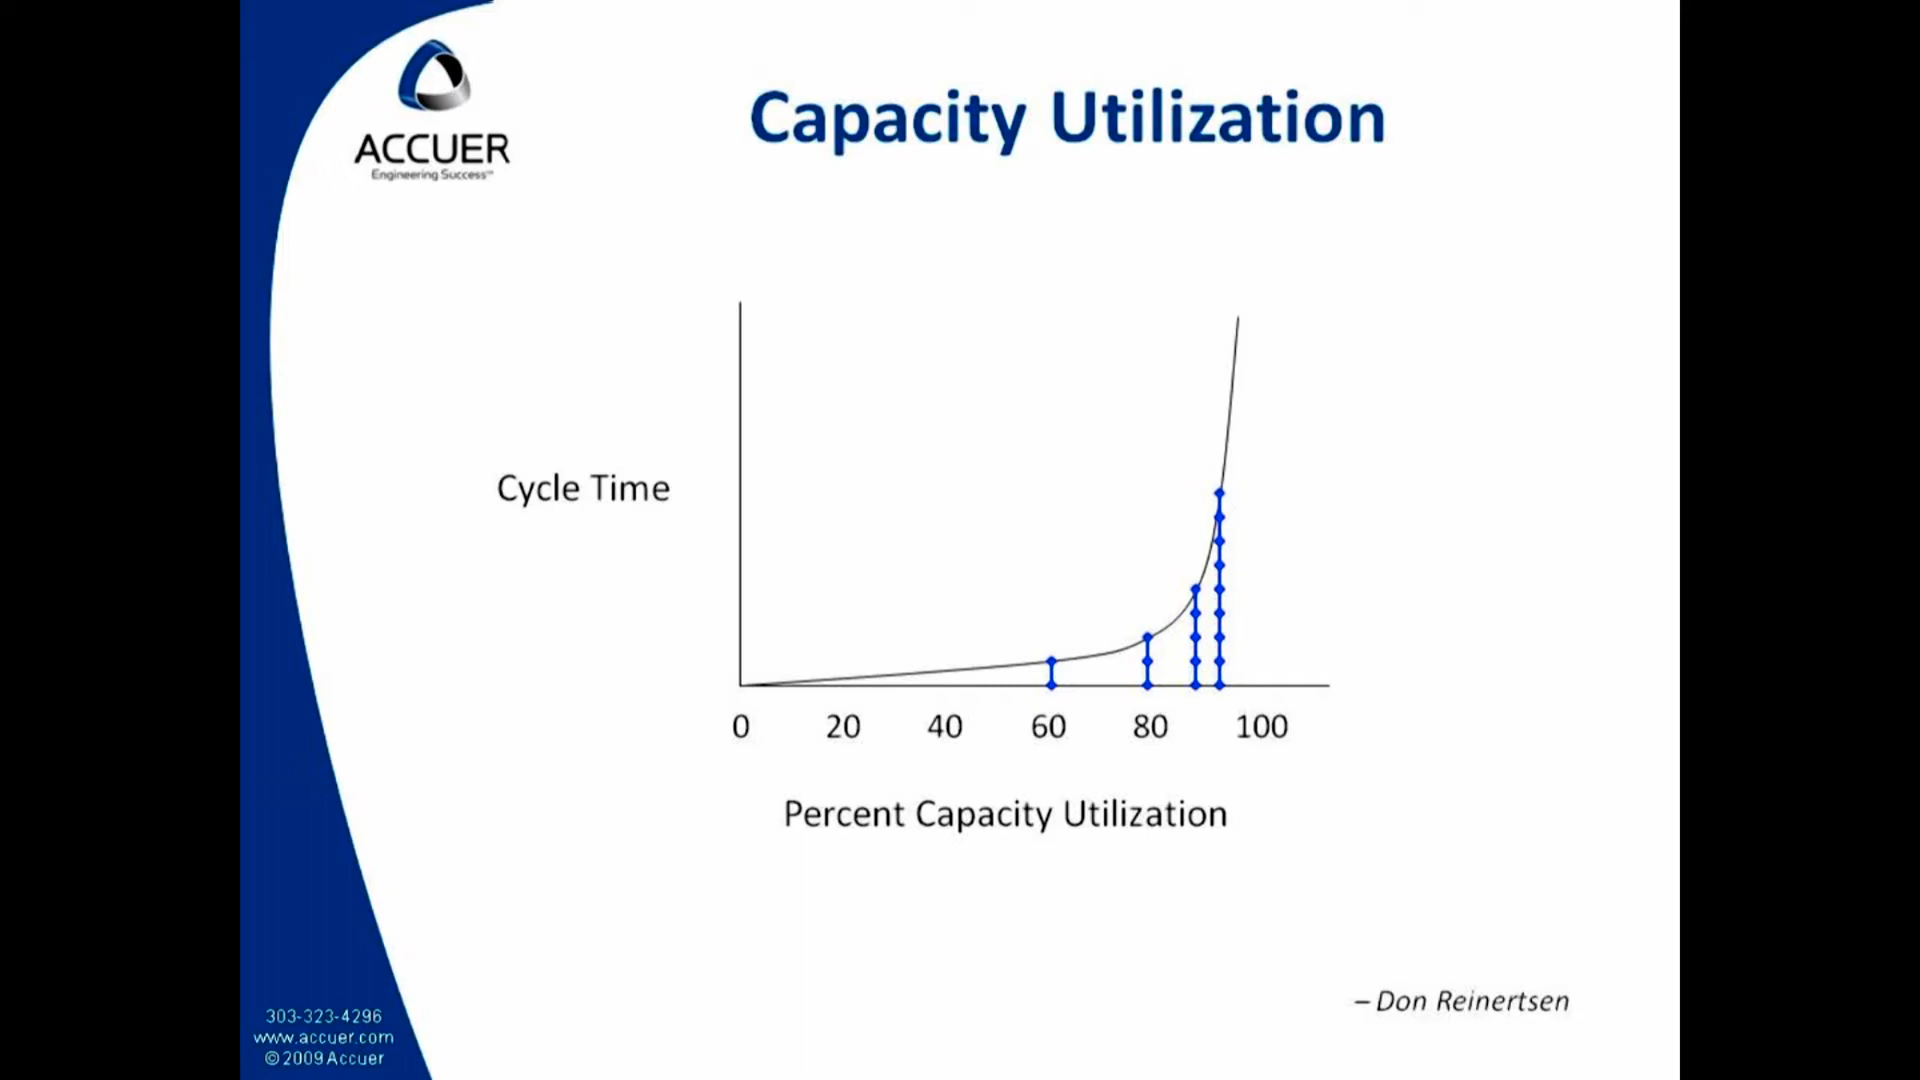 ACCUER
Engineering Success™
Capacity Utilization
Cycle Time
0 20 40 60 80 100
Percent Capacity Utilization
– Don Reinertsen
303-323-4296
www.accuer.com
© 2009 Accuer